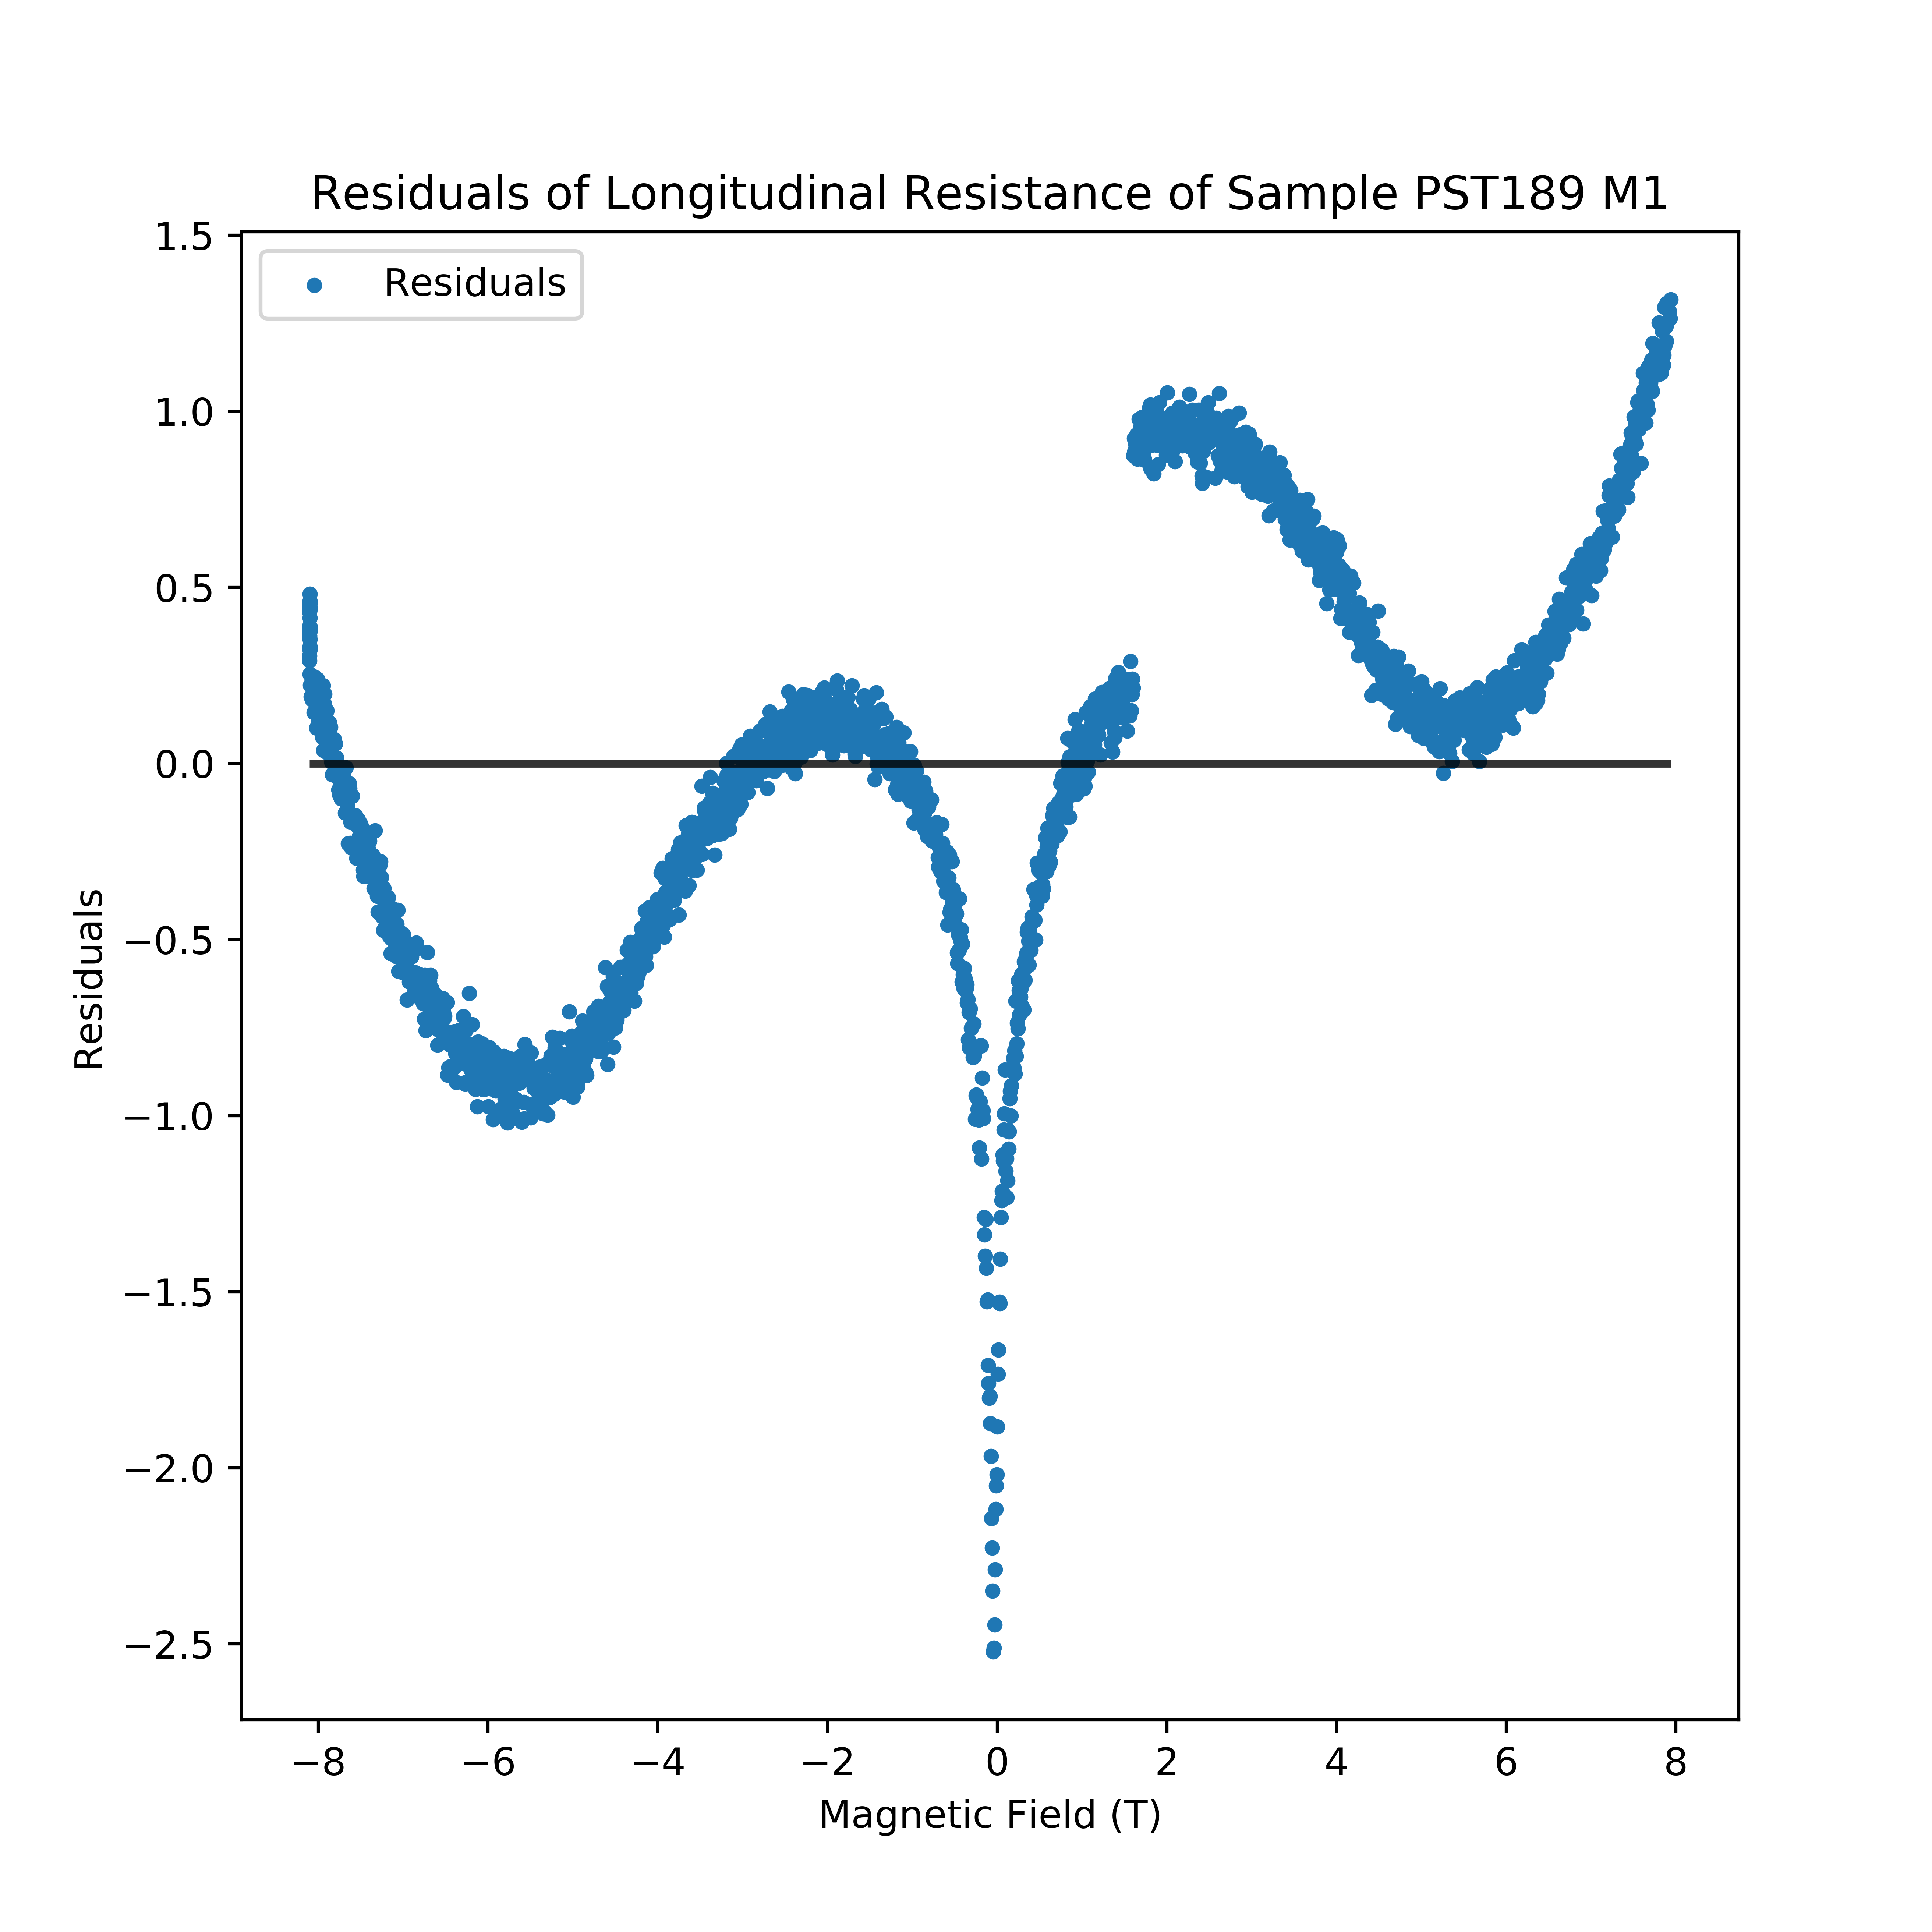 Residuals of Longitudinal Resistance of Sample PST189 M1
Residuals
1.5
1.0
0.5
0.0
−0.5
−1.0
−1.5
−2.0
−2.5
Residuals
−8 −6 −4 −2 0 2 4 6 8
Magnetic Field (T)